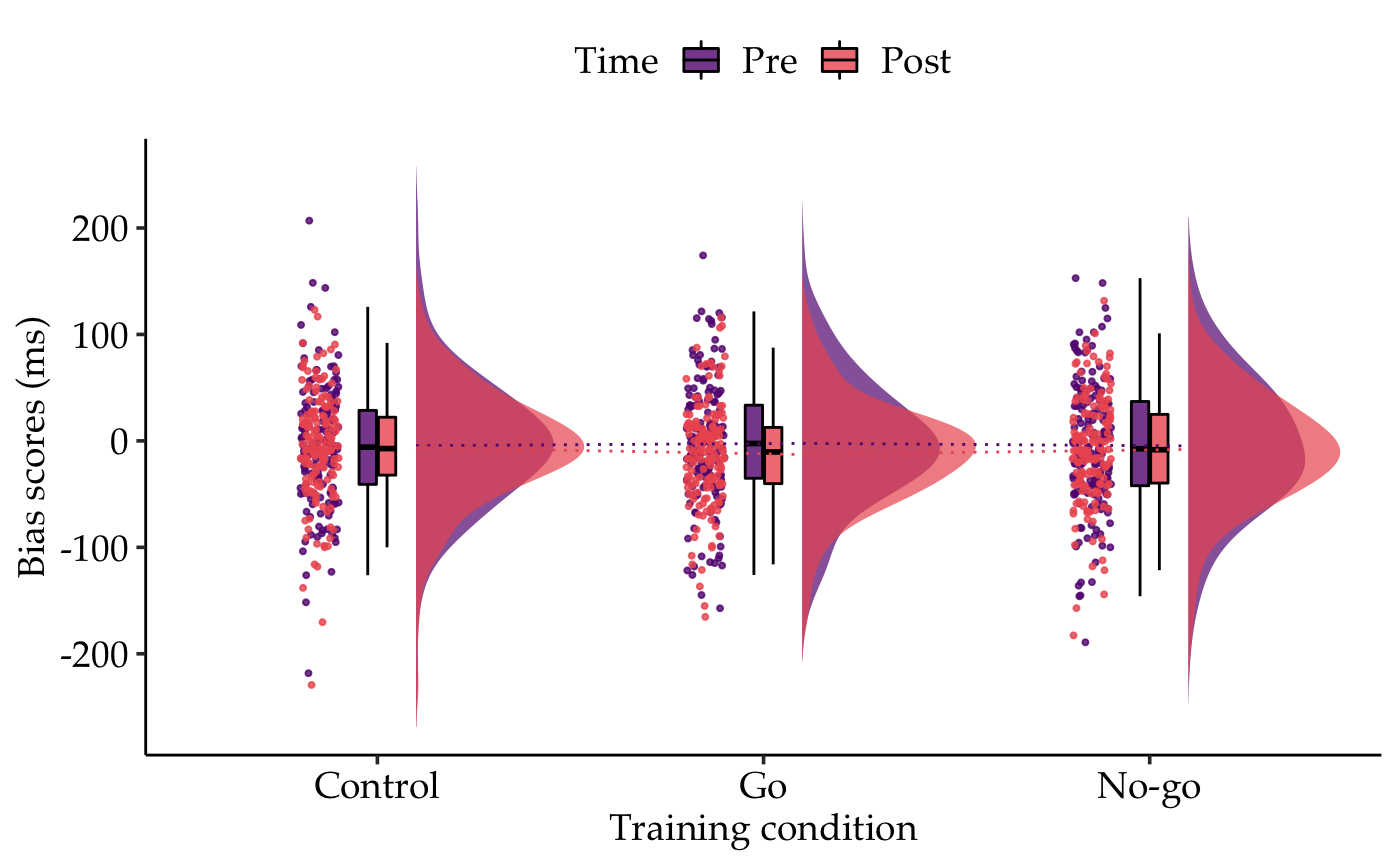 Time Pre Post
Bias scores (ms)
200
100
0
-100
-200
Control Go No-go
Training condition